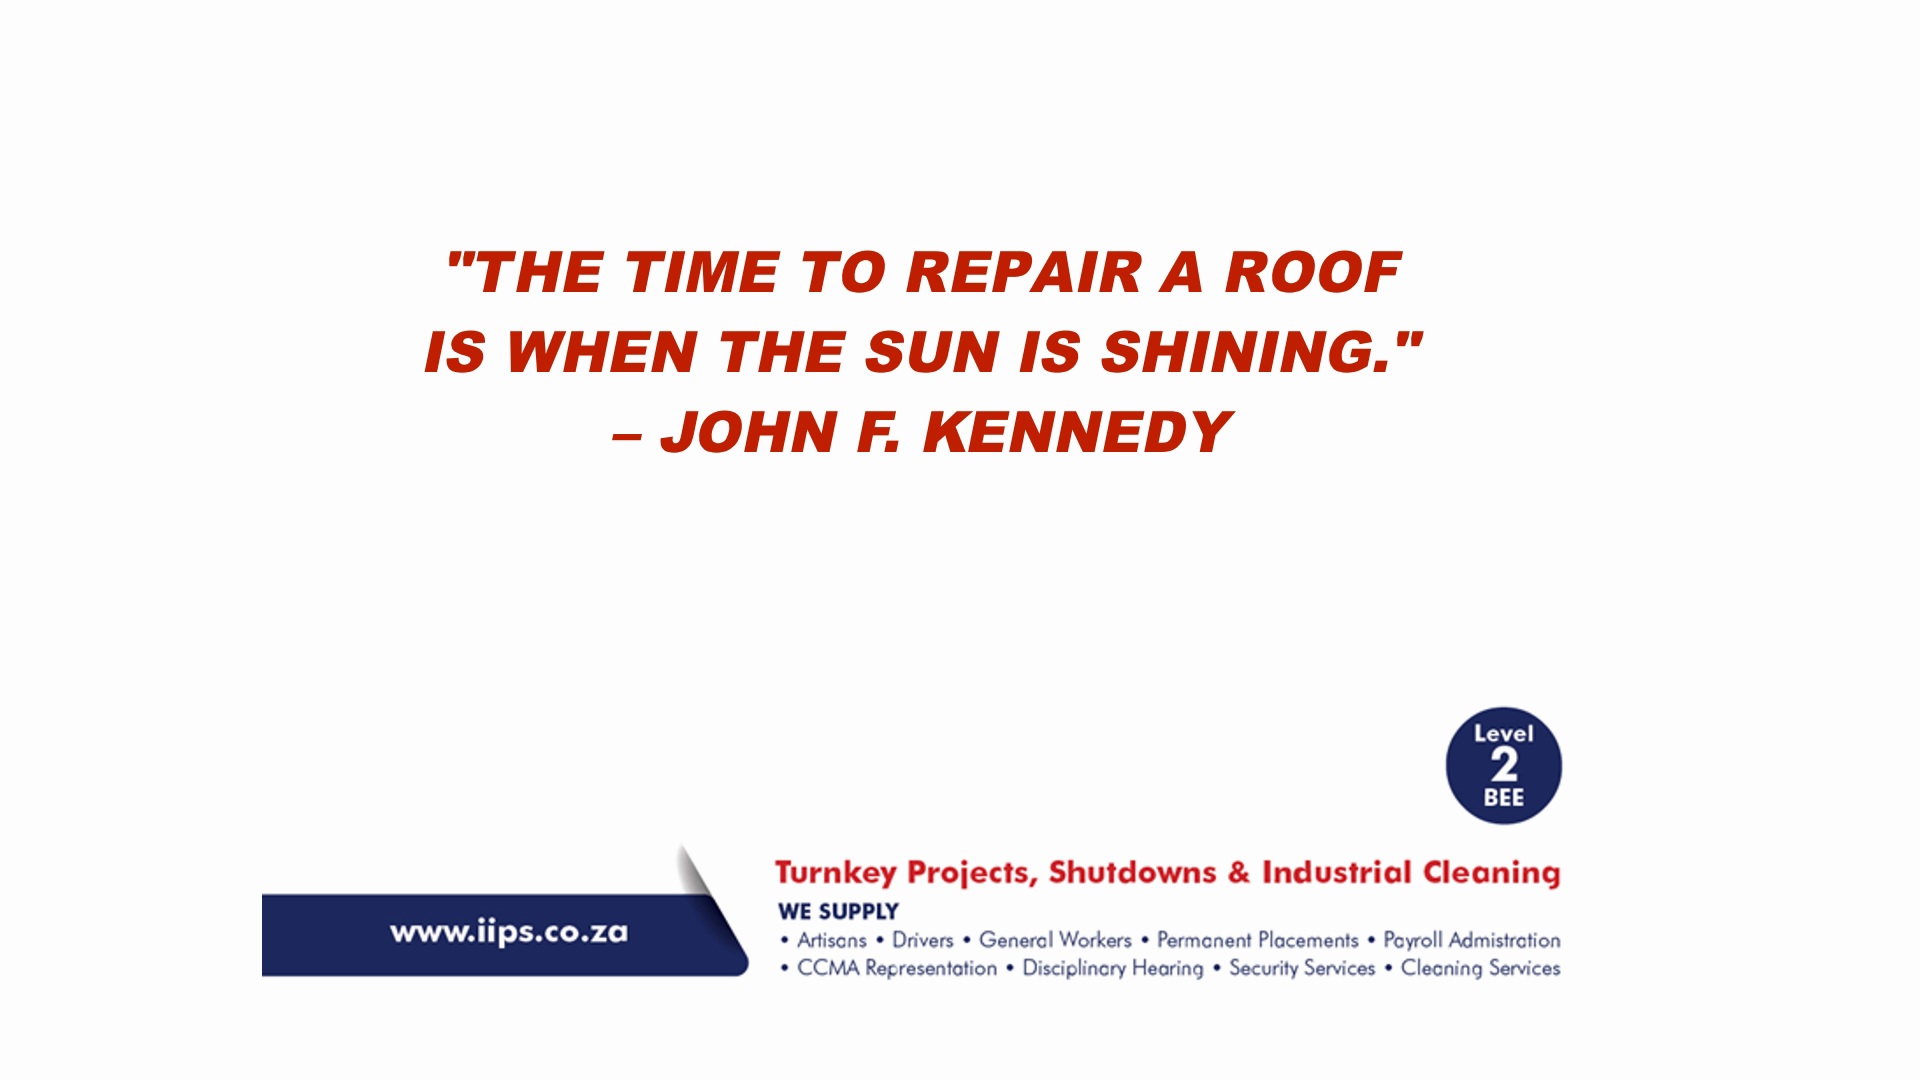 "THE TIME TO REPAIR A ROOF
IS WHEN THE SUN IS SHINING."
– JOHN F. KENNEDY
Level
2
BEE
www.iips.co.za
Turnkey Projects, Shutdowns & Industrial Cleaning
WE SUPPLY
• Artisans • Drivers • General Workers • Permanent Placements • Payroll Admistration
• CCMA Representation • Disciplinary Hearing • Security Services • Cleaning Services